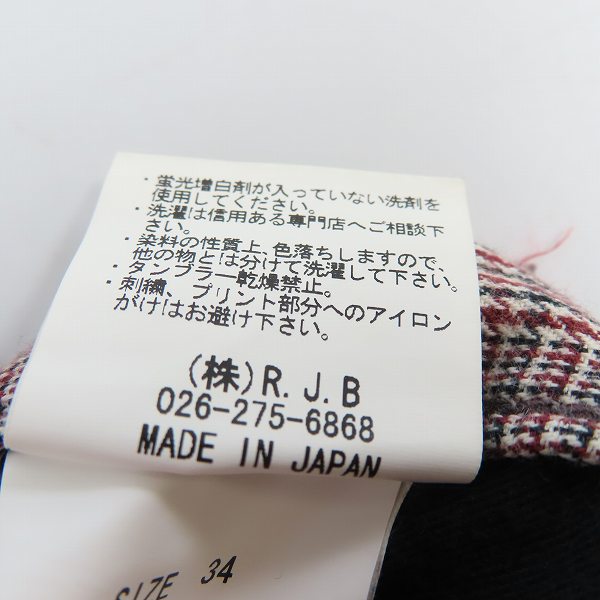 ・蛍光増白剤が入っていない洗剤を
使用してください。
・洗濯は信用ある専門店へご相談下
さい。
・染料の性質上、色落ちしますので、
他の物とは分けて洗濯して下さい。
・タンブラー乾燥禁止。
・刺繍、プリント部分へのアイロン
がけはお避け下さい。
(株)R.J.B
026-275-6868
MADE IN JAPAN
SIZE 34